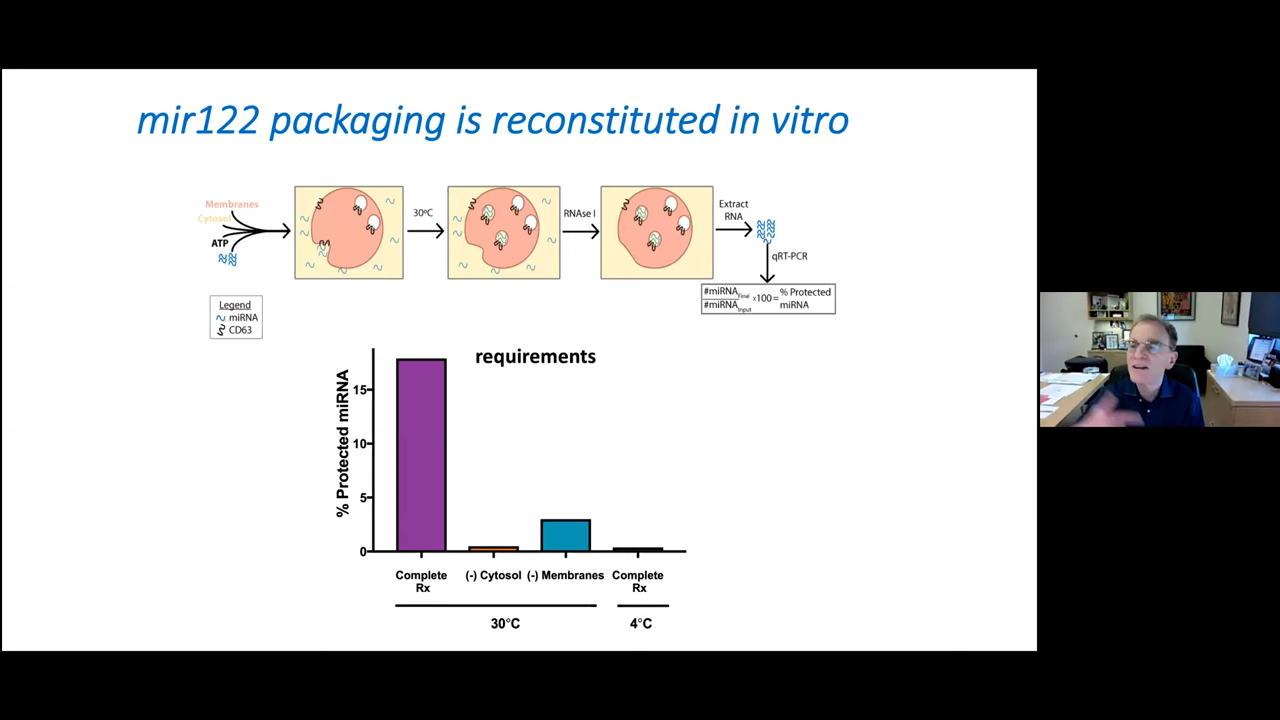 mir122 packaging is reconstituted in vitro
Membranes
Cytosol
ATP
30ºC
RNAse I
Extract
RNA
qRT-PCR
#miRNA Final
#miRNA Input
x100=
% Protected
miRNA
Legend
miRNA
CD63
requirements
% Protected miRNA
15
10
5
0
Complete
Rx
(-) Cytosol
(-) Membranes
Complete
Rx
30°C
4°C